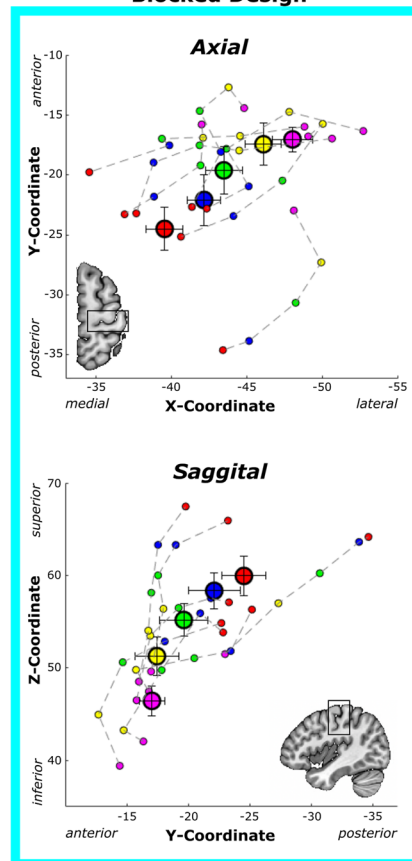 Blocked Design
Axial
anterior
Y-Coordinate
posterior
-10
-15
-20
-25
-30
-35
-35
-40
-45
-50
-55
medial
X-Coordinate
lateral
Saggital
superior
Z-Coordinate
inferior
70
60
50
40
-15
-20
-25
-30
-35
anterior
Y-Coordinate
posterior